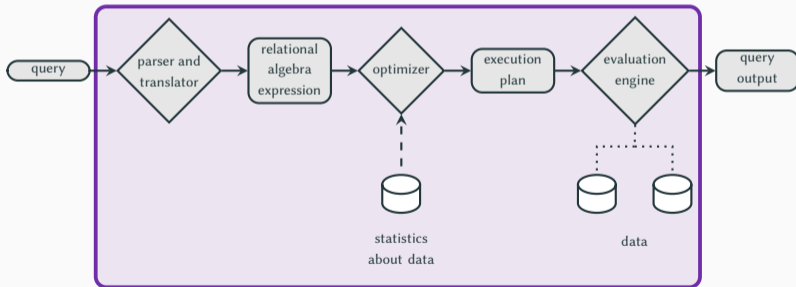 query
parser and
translator
relational
algebra
expression
optimizer
execution
plan
evaluation
engine
query
output
statistics
about data
data